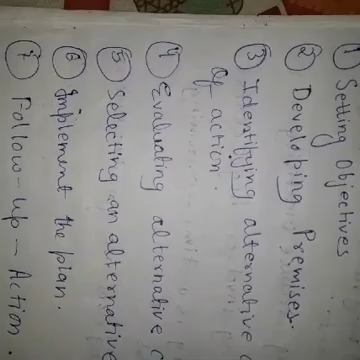 ① Setting Objectives
② Developing Premises.
③ Identifying alternative
of action.
④ Evaluating alternative
⑤ Selecting an alternative
⑥ Implement the plan.
⑦ Follow-up - Action.